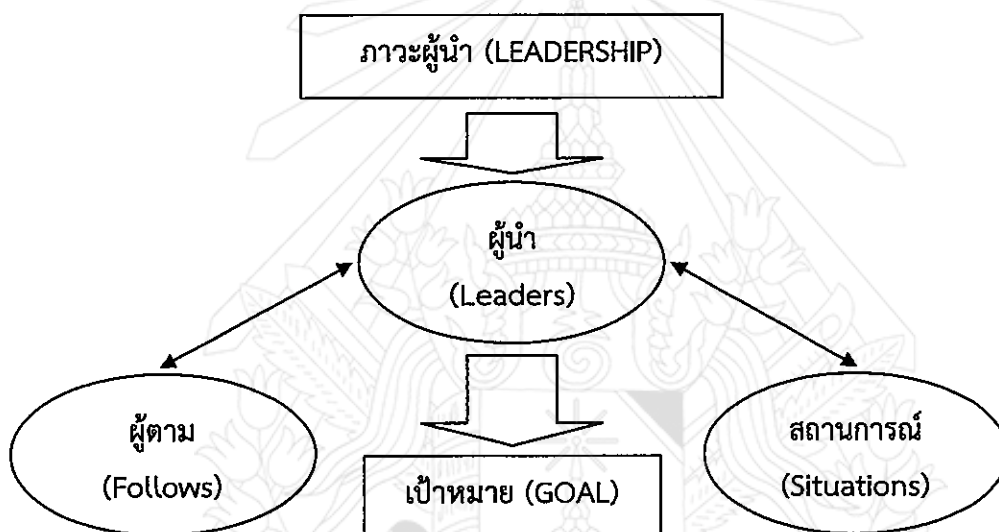 ภาวะผู้นำ (LEADERSHIP)
ผู้นำ
(Leaders)
ผู้ตาม
(Follows)
เป้าหมาย (GOAL)
สถานการณ์
(Situations)